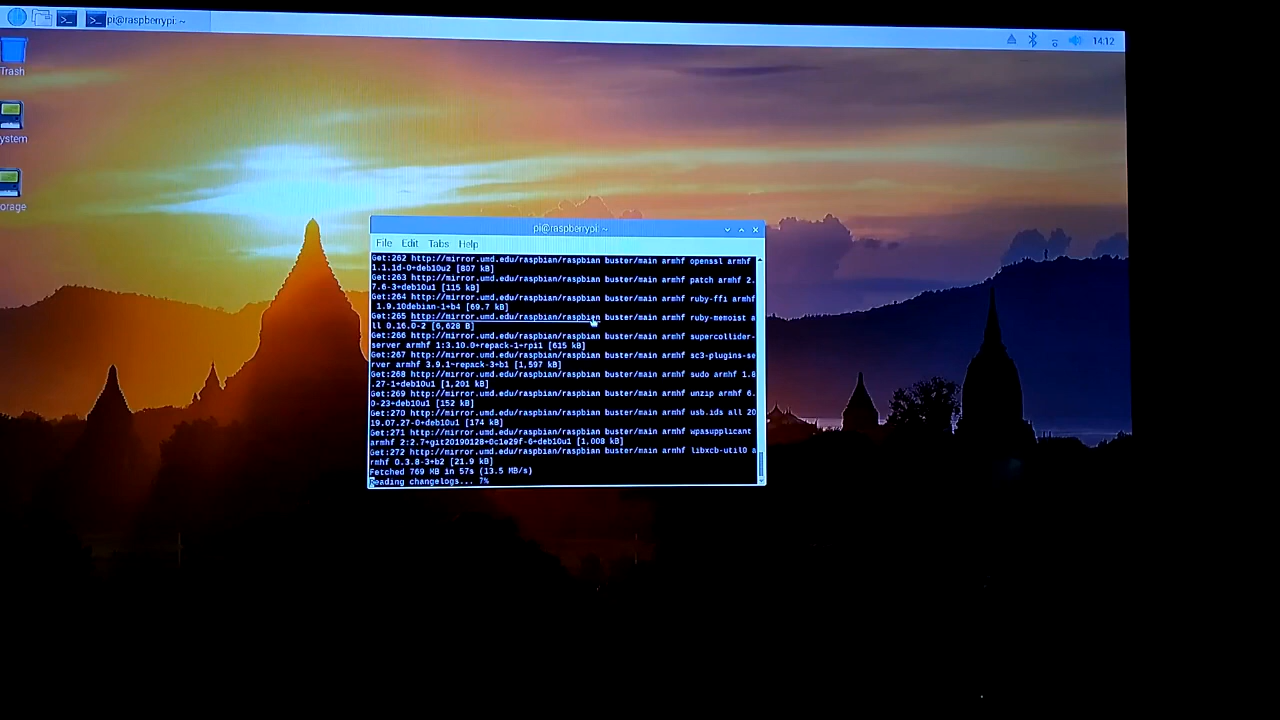 pi@raspberrypi: ~
14:12
Trash
ystem
orage
pi@raspberrypi: ~
File Edit Tabs Help
Get:262 http://mirror.umd.edu/raspbian/raspbian buster/main armhf openssl armhf
1.1.1d-0+deb10u2 [807 kB]
Get:263 http://mirror.umd.edu/raspbian/raspbian buster/main armhf patch armhf 2.
7.6-3+deb10u1 [115 kB]
Get:264 http://mirror.umd.edu/raspbian/raspbian buster/main armhf ruby-ffi armhf
1.9.10debian-1+b4 [69.7 kB]
Get:265 http://mirror.umd.edu/raspbian/raspbian buster/main armhf ruby-memoist a
ll 0.16.0-2 [6,628 B]
Get:266 http://mirror.umd.edu/raspbian/raspbian buster/main armhf supercollider-
server armhf 1:3.10.0+repack-1+rpi1 [615 kB]
Get:267 http://mirror.umd.edu/raspbian/raspbian buster/main armhf sc3-plugins-se
rver armhf 3.9.1~repack-3+b1 [1,597 kB]
Get:268 http://mirror.umd.edu/raspbian/raspbian buster/main armhf sudo armhf 1.8
.27-1+deb10u1 [1,201 kB]
Get:269 http://mirror.umd.edu/raspbian/raspbian buster/main armhf unzip armhf 6.
0-23+deb10u1 [152 kB]
Get:270 http://mirror.umd.edu/raspbian/raspbian buster/main armhf usb.ids all 20
19.07.27-0+deb10u1 [174 kB]
Get:271 http://mirror.umd.edu/raspbian/raspbian buster/main armhf wpasupplicant
armhf 2:2.7+git20190128+0c1e29f-6+deb10u1 [1,008 kB]
Get:272 http://mirror.umd.edu/raspbian/raspbian buster/main armhf libxcb-util0 a
rmhf 0.3.8-3+b2 [21.9 kB]
Fetched 769 MB in 57s (13.5 MB/s)
Reading changelogs... 7%